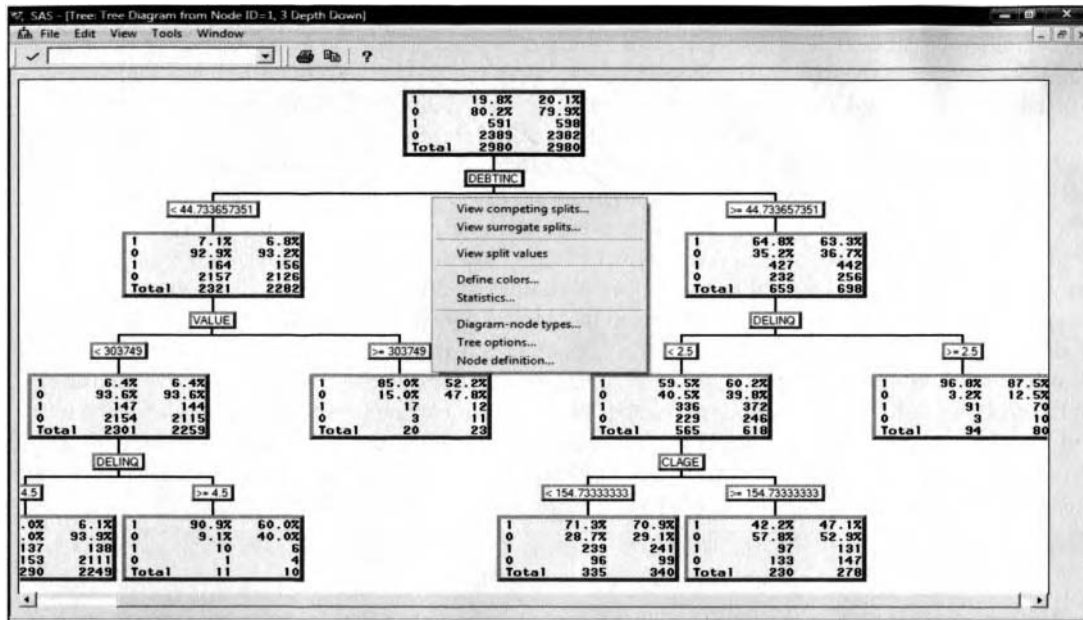 SAS - [Tree: Tree Diagram from Node ID=1, 3 Depth Down]
File Edit View Tools Window
?
1 19.8% 20.1%
0 80.2% 79.9%
1 591 598
0 2389 2382
Total 2980 2980
DEBTINC
< 44.733657351
>= 44.733657351
View competing splits...
View surrogate splits...
View split values
Define colors...
Statistics...
Diagram-node types...
Tree options...
Node definition...
1 7.1% 6.8%
0 92.9% 93.2%
1 164 156
0 2157 2126
Total 2321 2282
1 64.8% 63.3%
0 35.2% 36.7%
1 427 442
0 232 256
Total 659 698
VALUE
DELINQ
< 303749
>= 303749
< 2.5
>= 2.5
1 6.4% 6.4%
0 93.6% 93.6%
1 147 144
0 2154 2115
Total 2301 2259
1 85.0% 52.2%
0 15.0% 47.8%
1 17 12
0 3 11
Total 20 23
1 59.5% 60.2%
0 40.5% 39.8%
1 336 372
0 229 246
Total 565 618
1 96.8% 87.5%
0 3.2% 12.5%
1 91 70
0 3 10
Total 94 80
DELINQ
CLAGE
4.5
>= 4.5
< 154.73333333
>= 154.73333333
.0% 6.1%
.0% 93.9%
137 138
153 2111
290 2249
1 90.9% 60.0%
0 9.1% 40.0%
1 10 6
0 1 4
Total 11 10
1 71.3% 70.9%
0 28.7% 29.1%
1 239 241
0 96 99
Total 335 340
1 42.2% 47.1%
0 57.8% 52.9%
1 97 131
0 133 147
Total 230 278